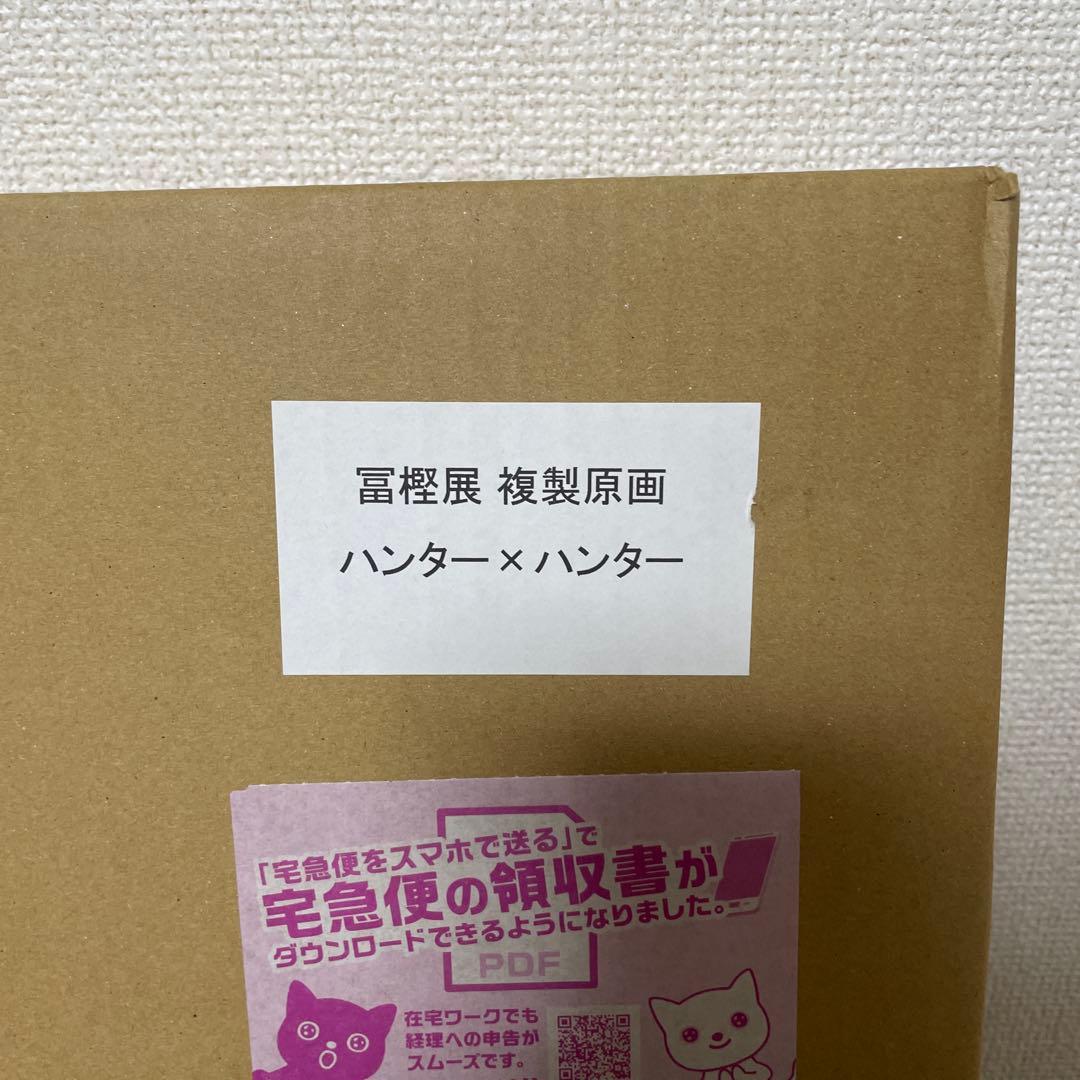 冨樫展 複製原画
ハンター×ハンター
「宅急便をスマホで送る」で
宅急便の領収書が
ダウンロードできるようになりました。
PDF
在宅ワークでも
経理への申告が
スムーズです。